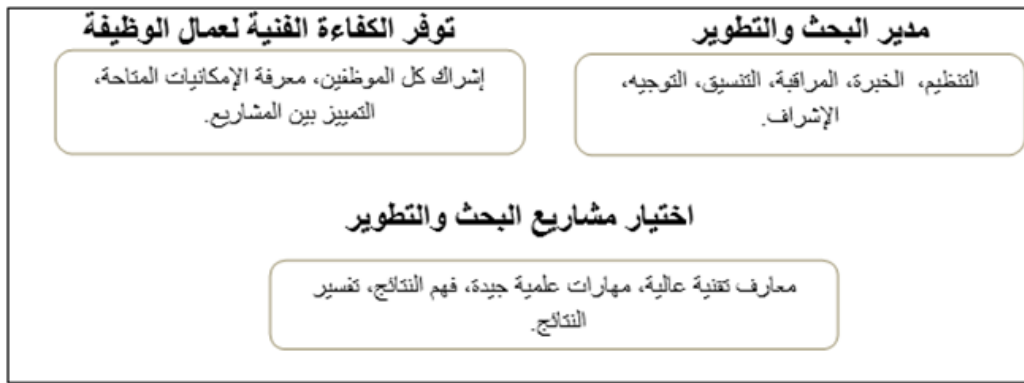 مدير البحث والتطوير
التنظيم، الخبرة، المراقبة، التنسيق، التوجيه،
الإشراف.
توفر الكفاءة الفنية لعمال الوظيفة
إشراك كل الموظفين، معرفة الإمكانيات المتاحة،
التمييز بين المشاريع.
اختيار مشاريع البحث والتطوير
معارف تقنية عالية، مهارات علمية جيدة، فهم النتائج، تفسير
النتائج.